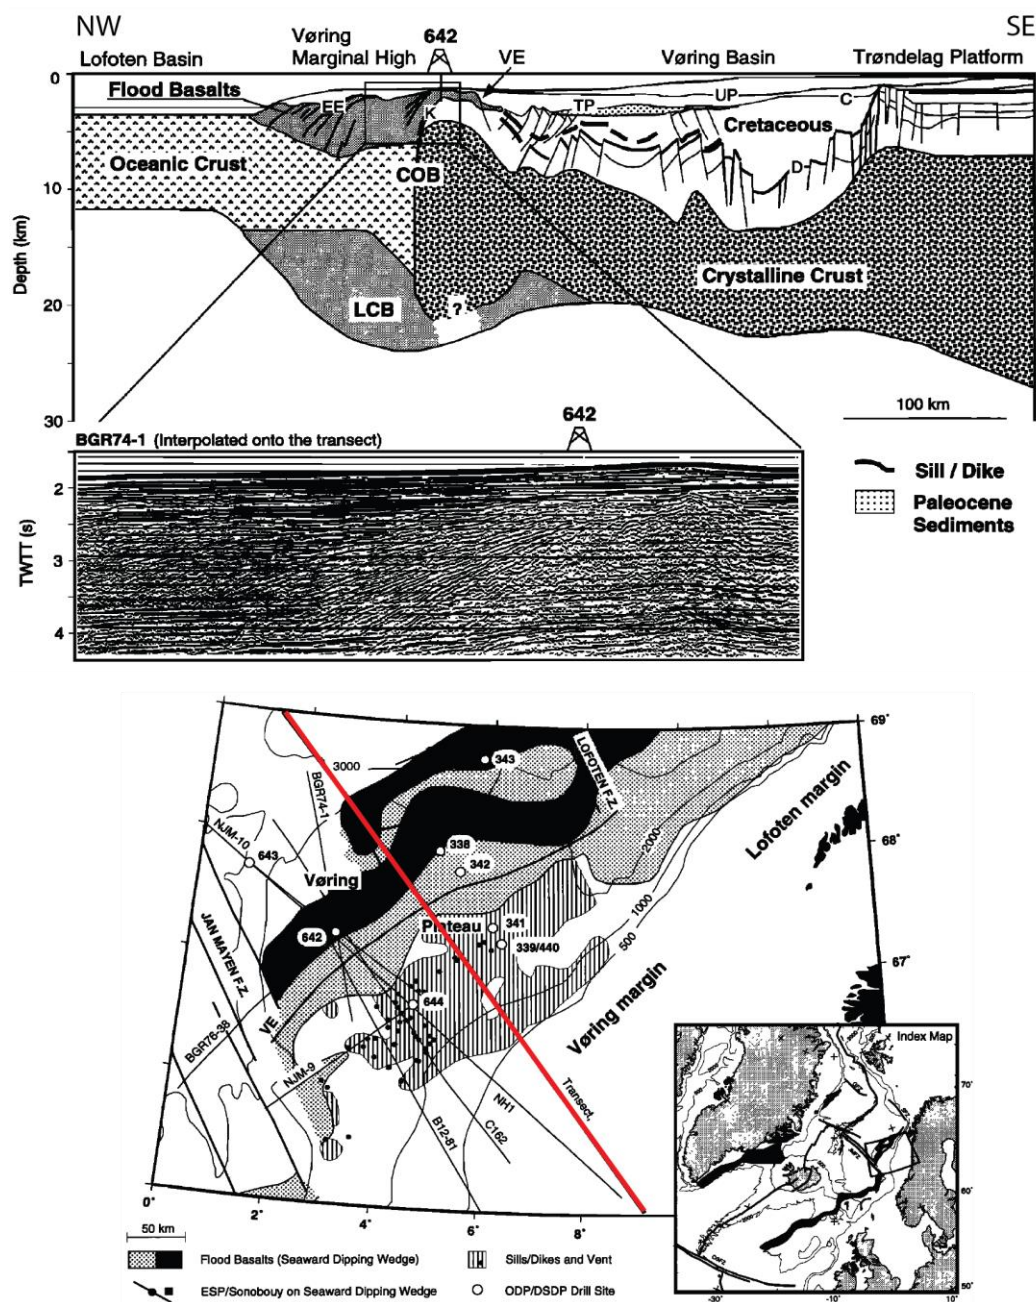 NW SE
Lofoten Basin Vøring Marginal High 642 VE Vøring Basin Trøndelag Platform
0
Flood Basalts
EE
K
TP
UP
C
Cretaceous
Oceanic Crust
COB
D
10
Depth (km)
Crystalline Crust
LCB
?
20
30
100 km
642
BGR74-1 (Interpolated onto the transect)
2
3
4
TWTT (s)
Sill / Dike
Paleocene
Sediments
69°
3000
343
LOFOTEN F.Z.
BGR74-1
Lofoten margin
68°
NJM-10
643
338
342
2000
Vøring
1000
Plateau
341
500
642
339/440
67°
JAN MAYEN F.Z.
644
Vøring margin
VE
BGR76-38
NJM-9
Transect,
NH1
C162
B12-81
0°
2°
4°
6°
8°
50 km
Index Map
70°
60°
50°
-30°
-10°
10°
Flood Basalts (Seaward Dipping Wedge)
Sills/Dikes and Vent
ESP/Sonobouy on Seaward Dipping Wedge
ODP/DSDP Drill Site